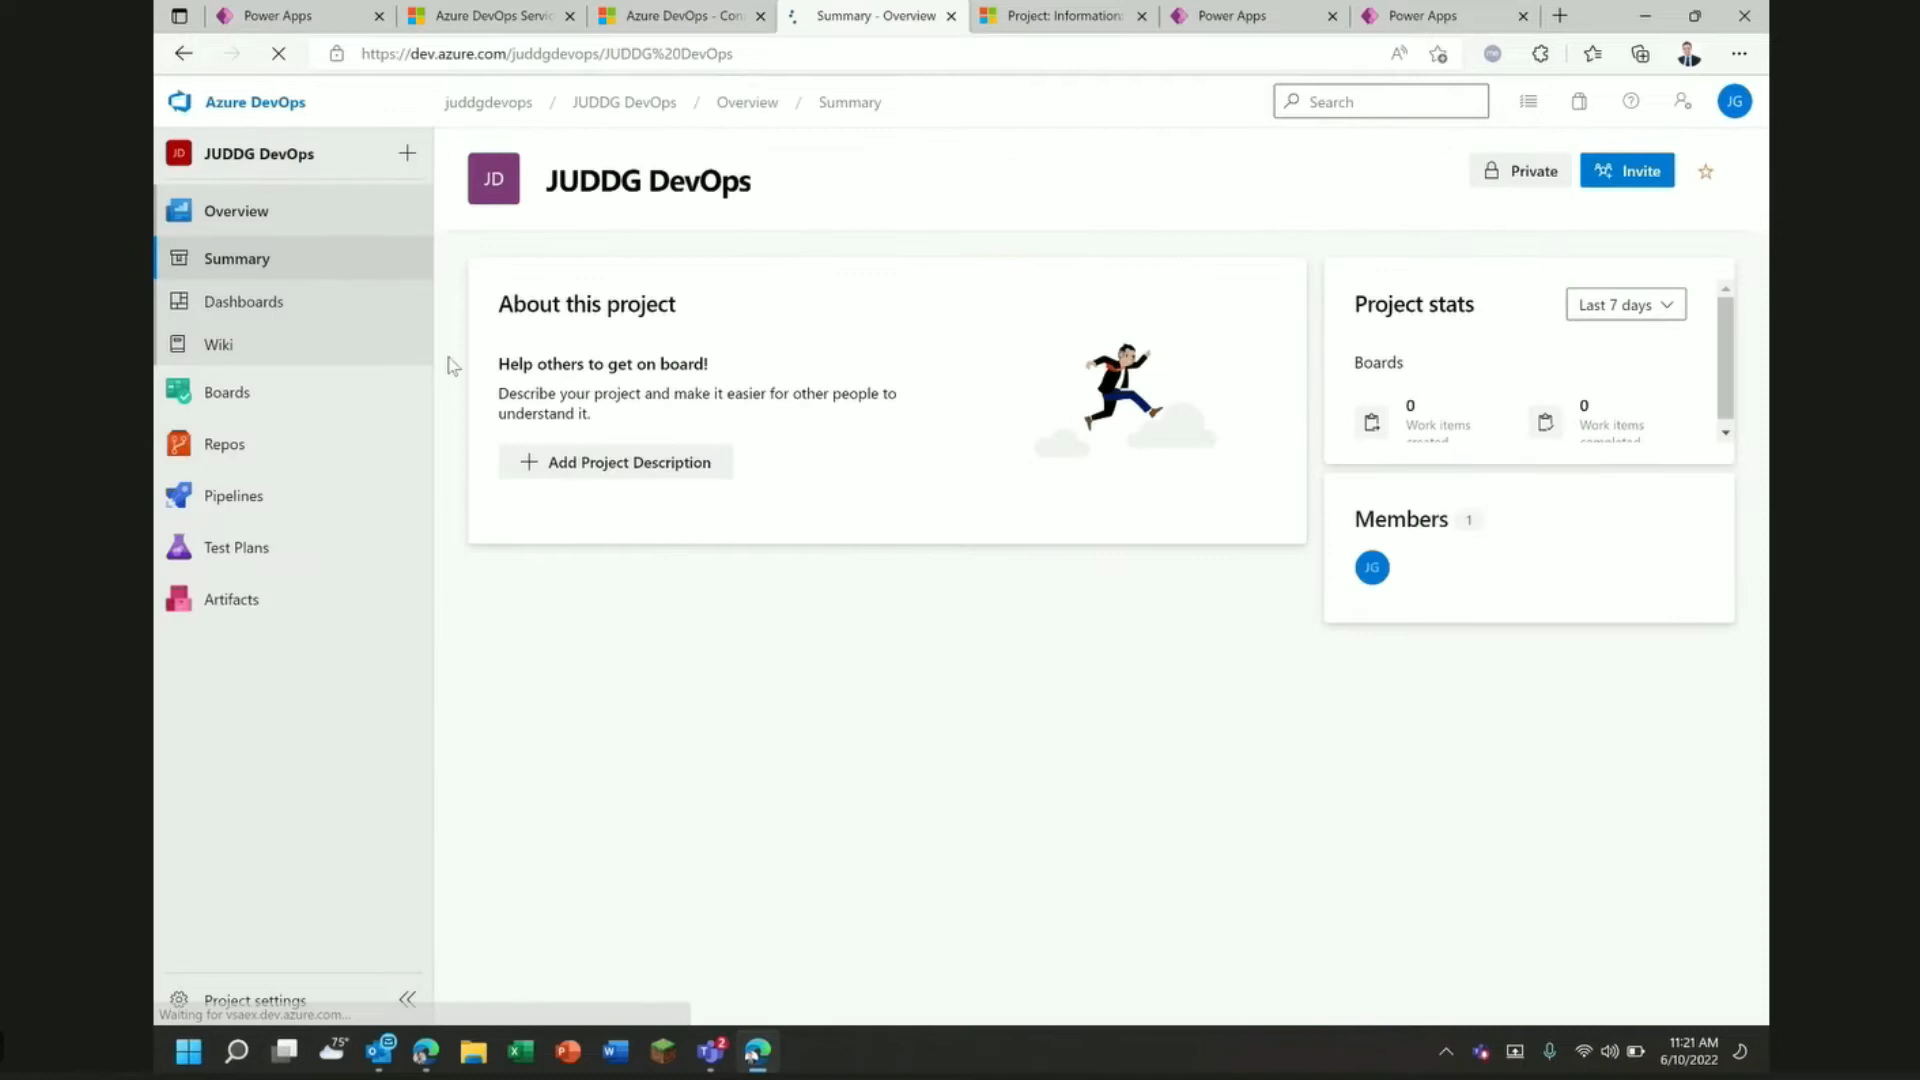 Power Apps
Azure DevOps Servic
Azure DevOps - Con
Summary - Overview
Project: Information
Power Apps
Power Apps
https://dev.azure.com/juddgdevops/JUDDG%20DevOps
Azure DevOps
juddgdevops / JUDDG DevOps / Overview / Summary
Search
JG
JD JUDDG DevOps
JD JUDDG DevOps
Private
Invite
Overview
Summary
Dashboards
Wiki
Boards
Repos
Pipelines
Test Plans
Artifacts
About this project
Help others to get on board!
Describe your project and make it easier for other people to
understand it.
Add Project Description
Project stats
Last 7 days
Boards
0
Work items
created
0
Work items
completed
Members 1
JG
Project settings
Waiting for vsaex.dev.azure.com...
75°
2
11:21 AM
6/10/2022